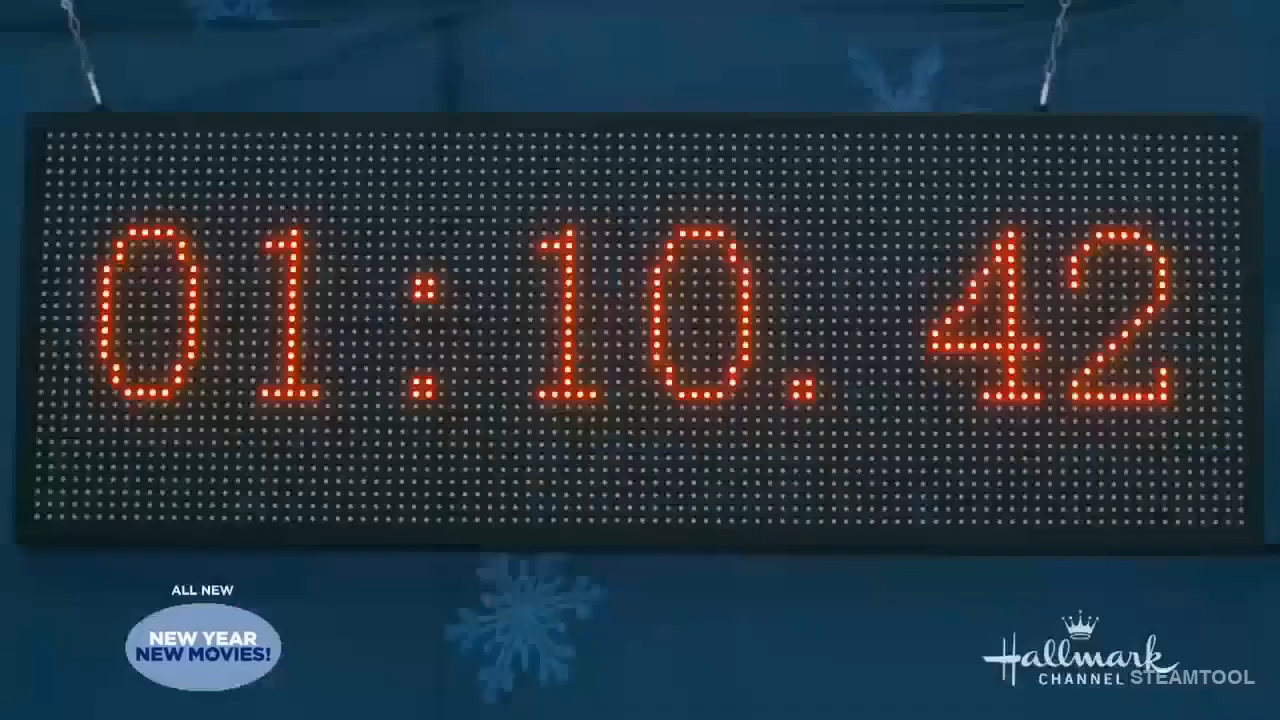 01:10.42
ALL NEW
NEW YEAR
NEW MOVIES!
Hallmark
CHANNEL
STEAMTOOL